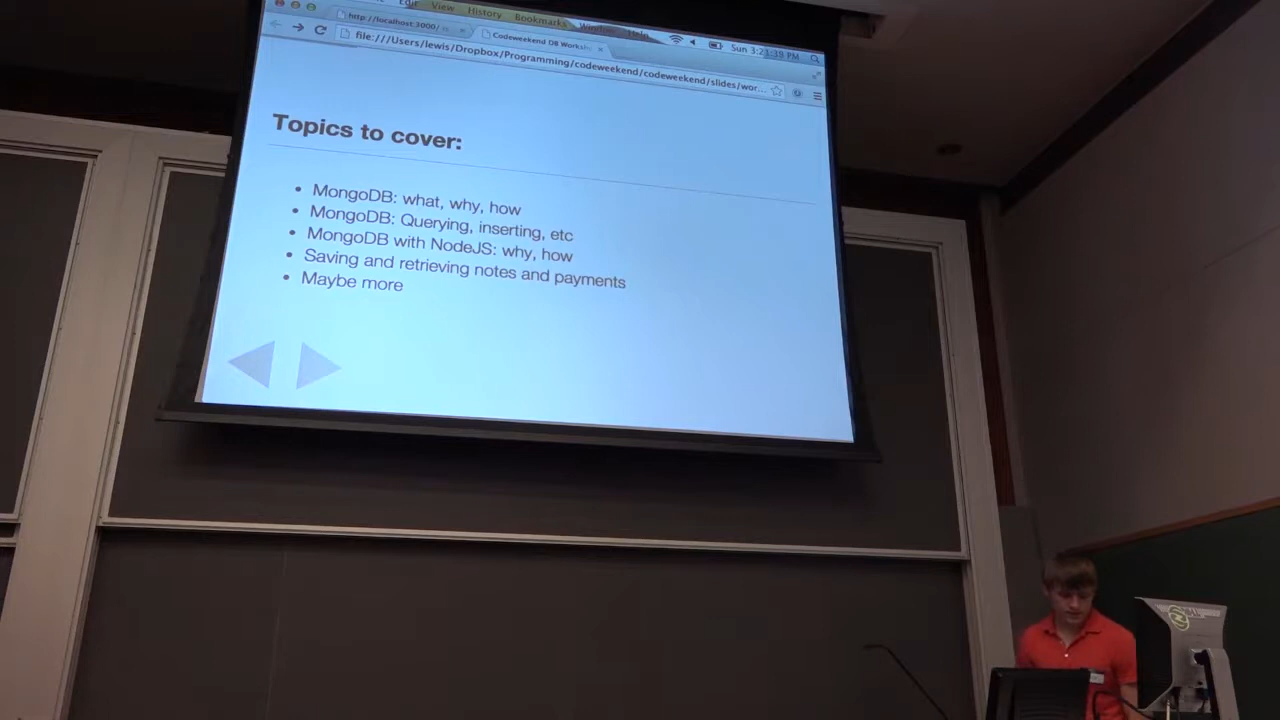 Edit View History Bookmarks Window Help Sun 3:21:39 PM
http://localhost:3000/
Codeweekend DB Worksh
file:///Users/lewis/Dropbox/Programming/codeweekend/codeweekend/slides/wor...
Topics to cover:
• MongoDB: what, why, how
• MongoDB: Querying, inserting, etc
• MongoDB with NodeJS: why, how
• Saving and retrieving notes and payments
• Maybe more